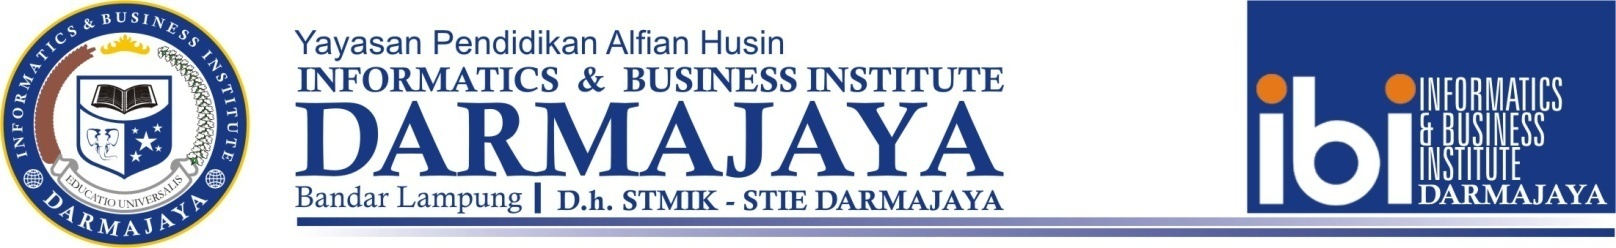 INFORMATICS & BUSINESS INSTITUTE
EDUCATIO UNIVERSALIS
DARMAJAYA
Yayasan Pendidikan Alfian Husin
INFORMATICS & BUSINESS INSTITUTE
DARMAJAYA
Bandar Lampung | D.h. STMIK - STIE DARMAJAYA
ibi
INFORMATICS
& BUSINESS
INSTITUTE
DARMAJAYA